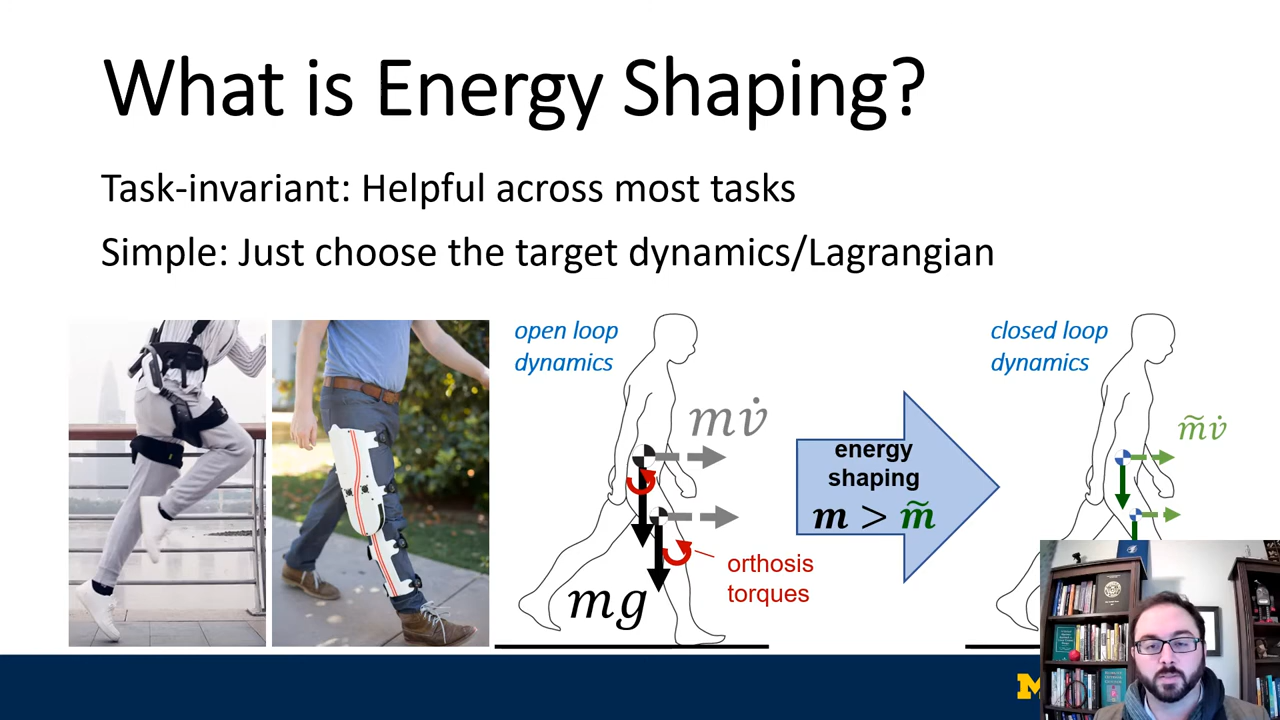 What is Energy Shaping?
Task-invariant: Helpful across most tasks
Simple: Just choose the target dynamics/Lagrangian
open loop
dynamics
mv̇
mg
orthosis
torques
energy
shaping
m > m̃
closed loop
dynamics
m̃v̇
M